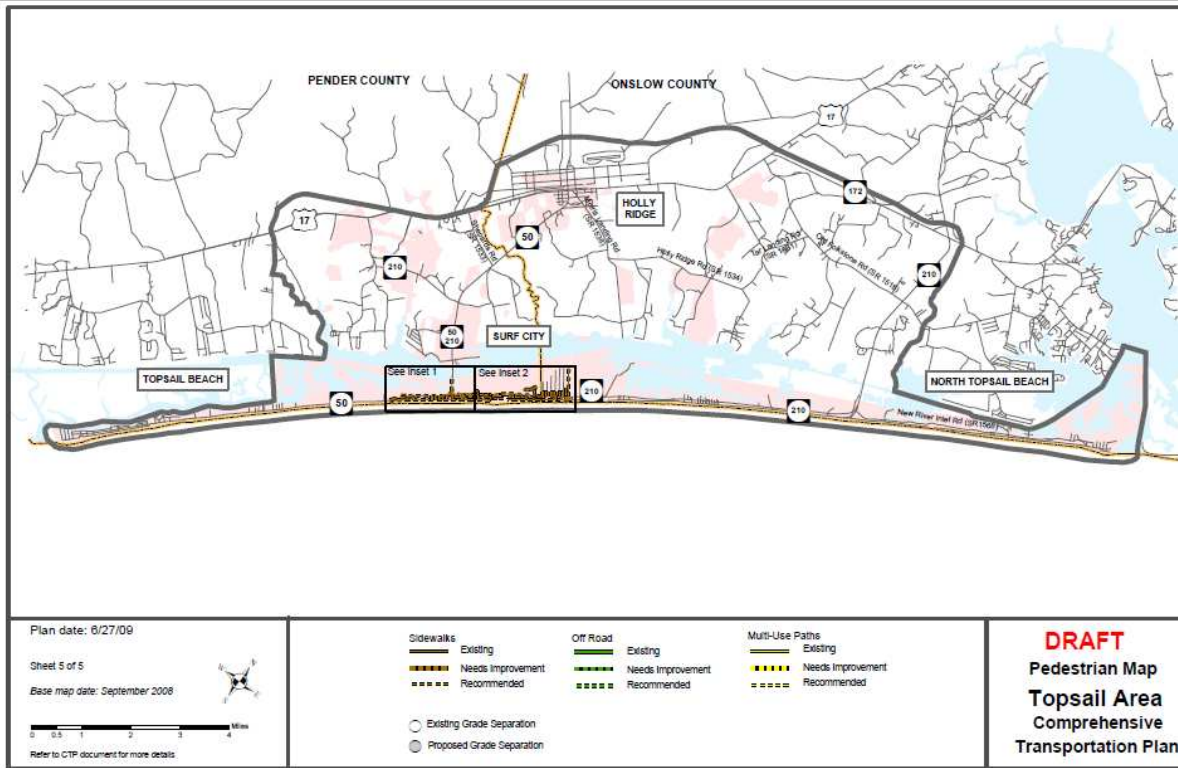 PENDER COUNTY
ONSLOW COUNTY
17
172
HOLLY
RIDGE
17
50
210
Holly Ridge Rd (SR 1534)
Old Folkstone Rd (SR 1518)
210
50
210
SURF CITY
TOPSAIL BEACH
See Inset 1
See Inset 2
NORTH TOPSAIL BEACH
50
210
210
New River Inlet Rd
Plan date: 6/27/09
Sheet 5 of 5
Base map date: September 2008
0 0.5 1 2 3 4
Miles
Refer to CTP document for more details
Sidewalks
Existing
Needs Improvement
Recommended
Off Road
Existing
Needs Improvement
Recommended
Multi-Use Paths
Existing
Needs Improvement
Recommended
Existing Grade Separation
Proposed Grade Separation
DRAFT
Pedestrian Map
Topsail Area
Comprehensive
Transportation Plan